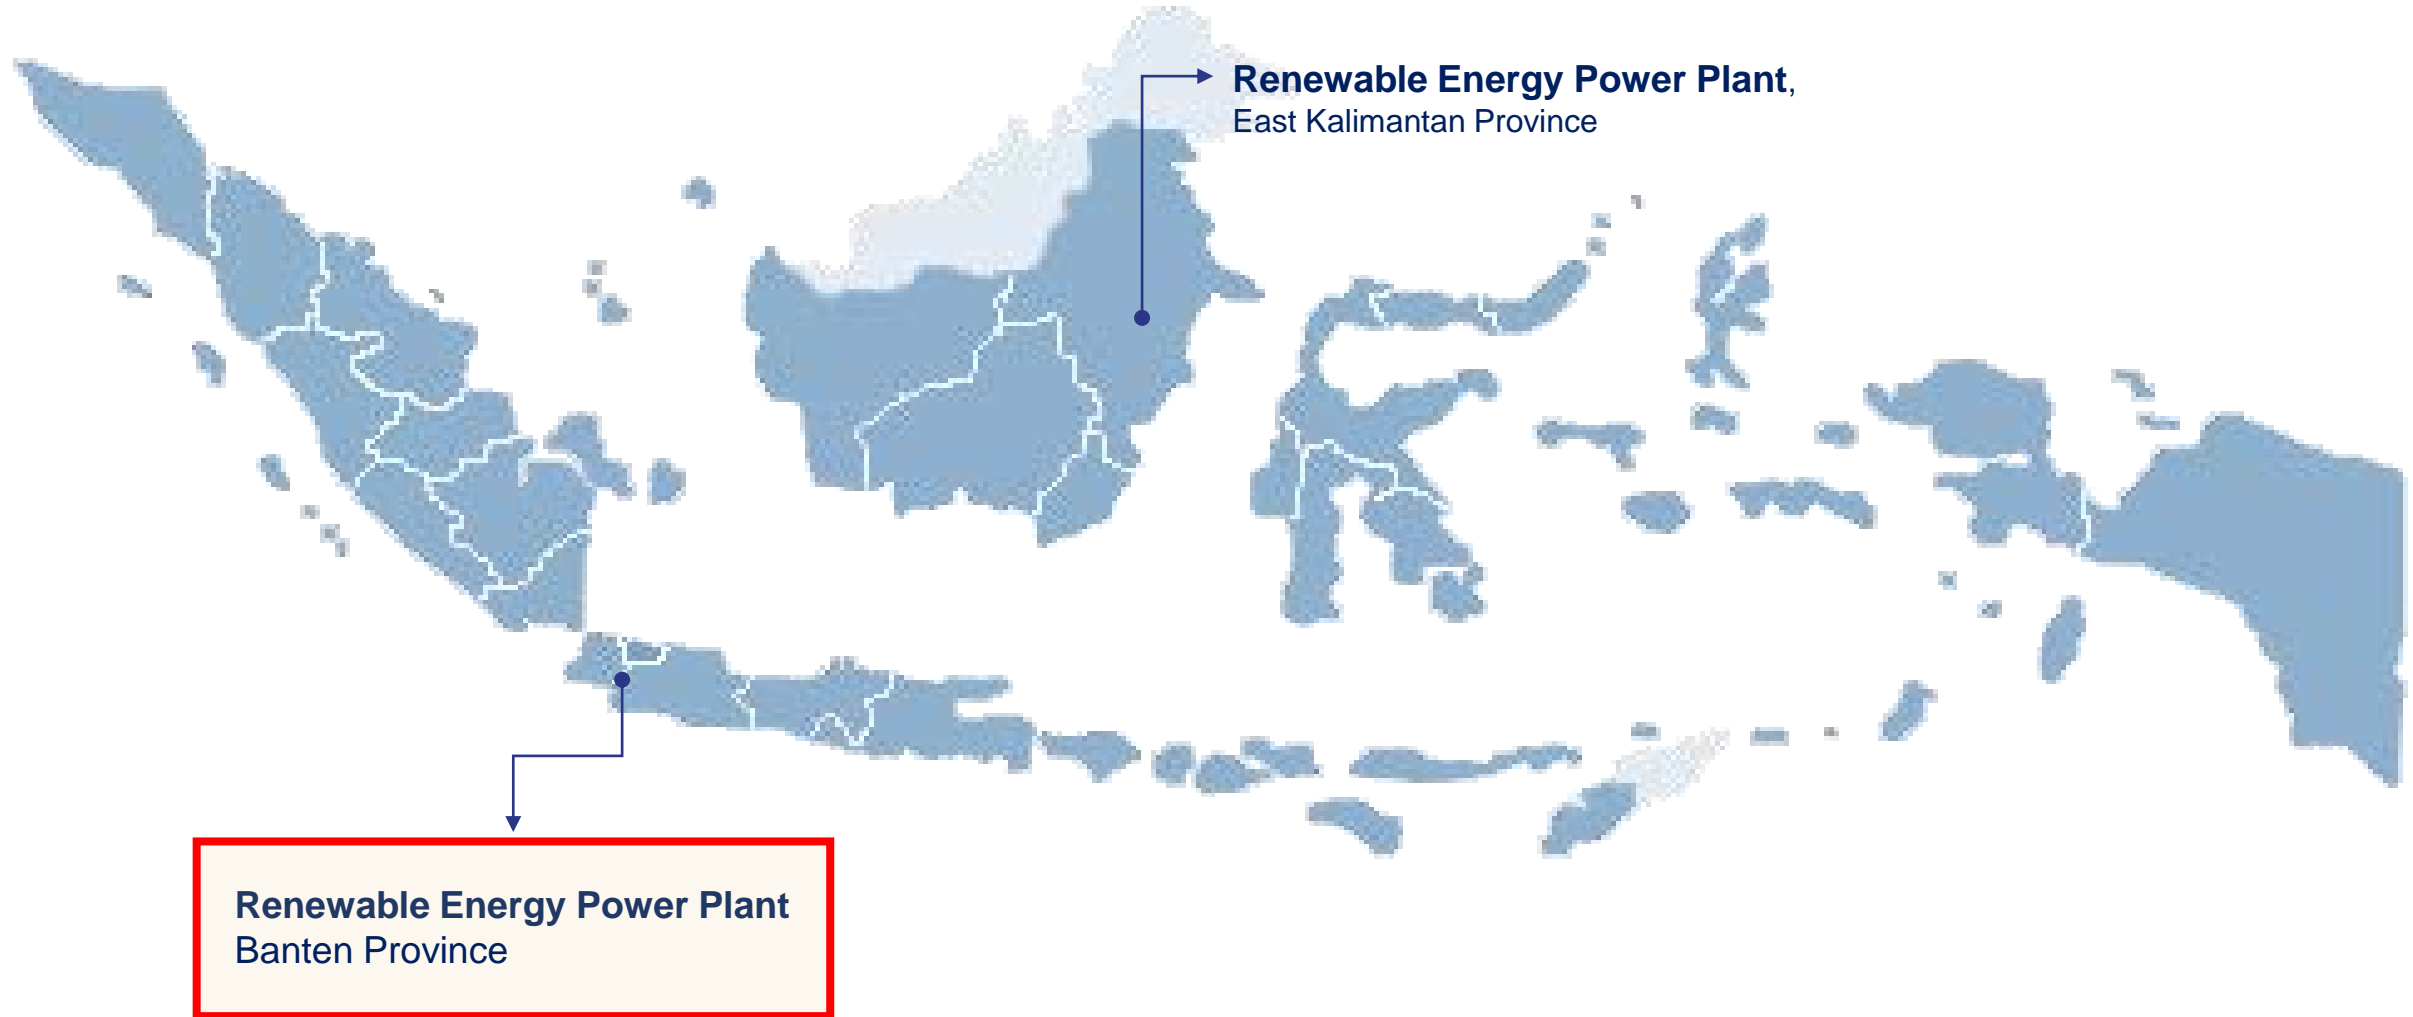 Renewable Energy Power Plant,
East Kalimantan Province
Renewable Energy Power Plant
Banten Province